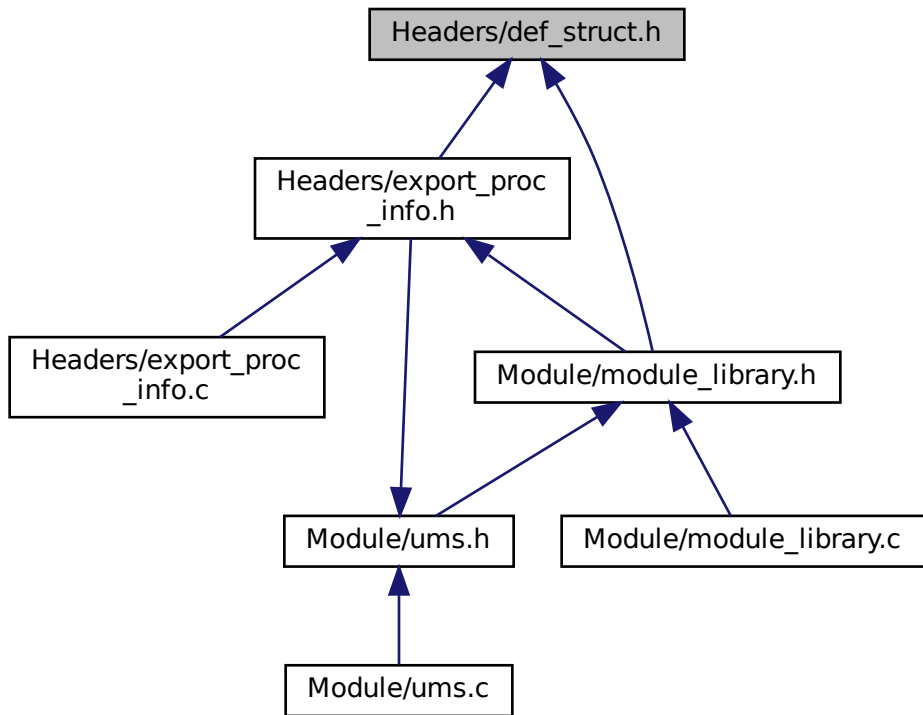 Headers/def_struct.h
Headers/export_proc
_info.h
Headers/export_proc
_info.c
Module/module_library.h
Module/ums.h
Module/module_library.c
Module/ums.c